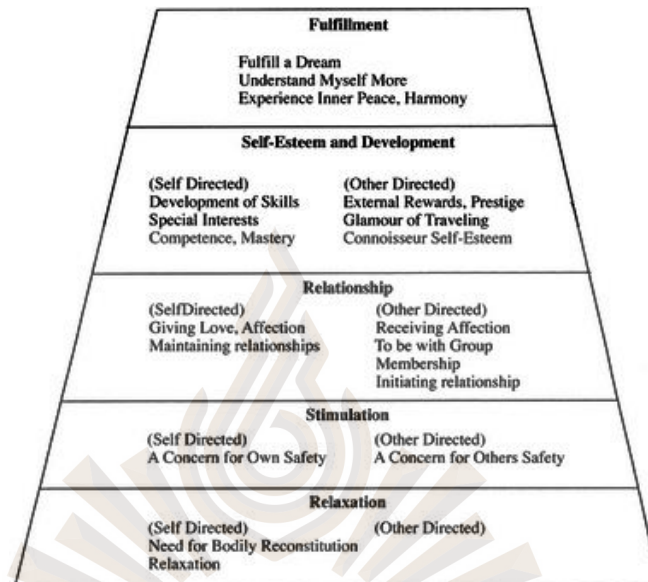 Fulfillment
Fulfill a Dream
Understand Myself More
Experience Inner Peace, Harmony
Self-Esteem and Development
(Self Directed)
Development of Skills
Special Interests
Competence, Mastery
(Other Directed)
External Rewards, Prestige
Glamour of Traveling
Connoisseur Self-Esteem
Relationship
(SelfDirected)
Giving Love, Affection
Maintaining relationships
(Other Directed)
Receiving Affection
To be with Group
Membership
Initiating relationship
Stimulation
(Self Directed)
A Concern for Own Safety
(Other Directed)
A Concern for Others Safety
Relaxation
(Self Directed)
Need for Bodily Reconstitution
Relaxation
(Other Directed)